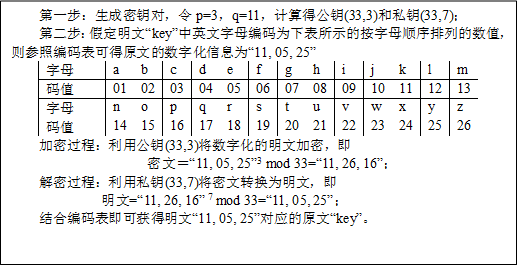 第一步：生成密钥对，令 p=3，q=11，计算得公钥(33,3)和私钥(33,7)；
第二步：假定明文“key”中英文字母编码为下表所示的按字母顺序排列的数值，
则参照编码表可得原文的数字化信息为“11, 05, 25”
字母 a b c d e f g h i j k l m
码值 01 02 03 04 05 06 07 08 09 10 11 12 13
字母 n o p q r s t u v w x y z
码值 14 15 16 17 18 19 20 21 22 23 24 25 26
加密过程：利用公钥(33,3)将数字化的明文加密，即
密文＝“11, 05, 25”³ mod 33=“11, 26, 16”；
解密过程：利用私钥(33,7)将密文转换为明文，即
明文=“11, 26, 16” ⁷ mod 33=“11, 05, 25”；
结合编码表即可获得明文“11, 05, 25”对应的原文“key”。